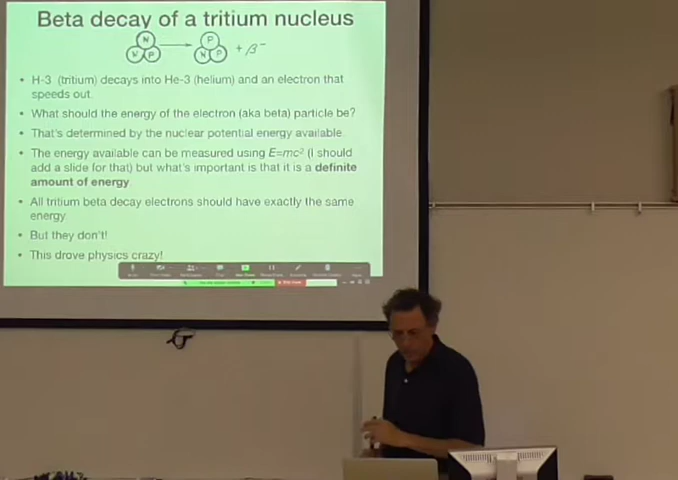 Beta decay of a tritium nucleus
N N P → P N P + β⁻
• H-3 (tritium) decays into He-3 (helium) and an electron that
speeds out.
• What should the energy of the electron (aka beta) particle be?
• That's determined by the nuclear potential energy available.
• The energy available can be measured using E=mc² (I should
add a slide for that) but what's important is that it is a definite
amount of energy
• All tritium beta decay electrons should have exactly the same
energy
• But they don't!
• This drove physics crazy!